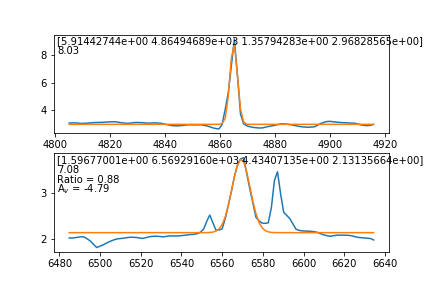 [5.91442744e+00 4.86494689e+03 1.35794283e+00 2.96828565e+00]
8.03
8
6
4
4800 4820 4840 4860 4880 4900 4920
[1.59677001e+00 6.56929160e+03 4.43407135e+00 2.13135664e+00]
7.08
Ratio = 0.88
Av = -4.79
3
2
6480 6500 6520 6540 6560 6580 6600 6620 6640